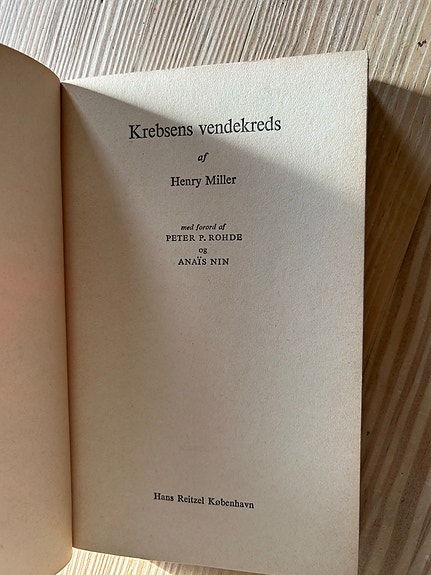 Krebsens vendekreds
af
Henry Miller
med forord af
PETER P. ROHDE
og
ANAÏS NIN
Hans Reitzel København